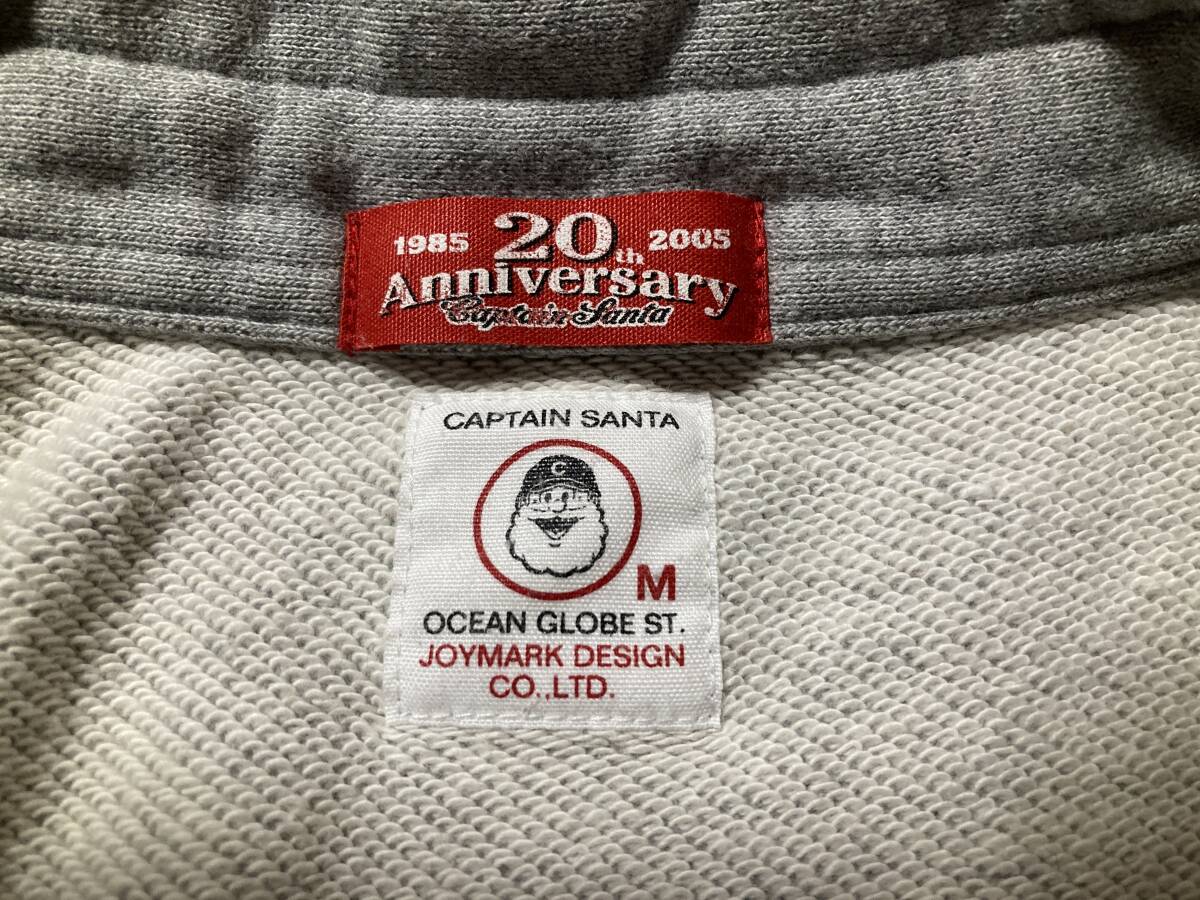 1985 20th 2005
Anniversary
Captain Santa
CAPTAIN SANTA
C
M
OCEAN GLOBE ST.
JOYMARK DESIGN
CO.,LTD.